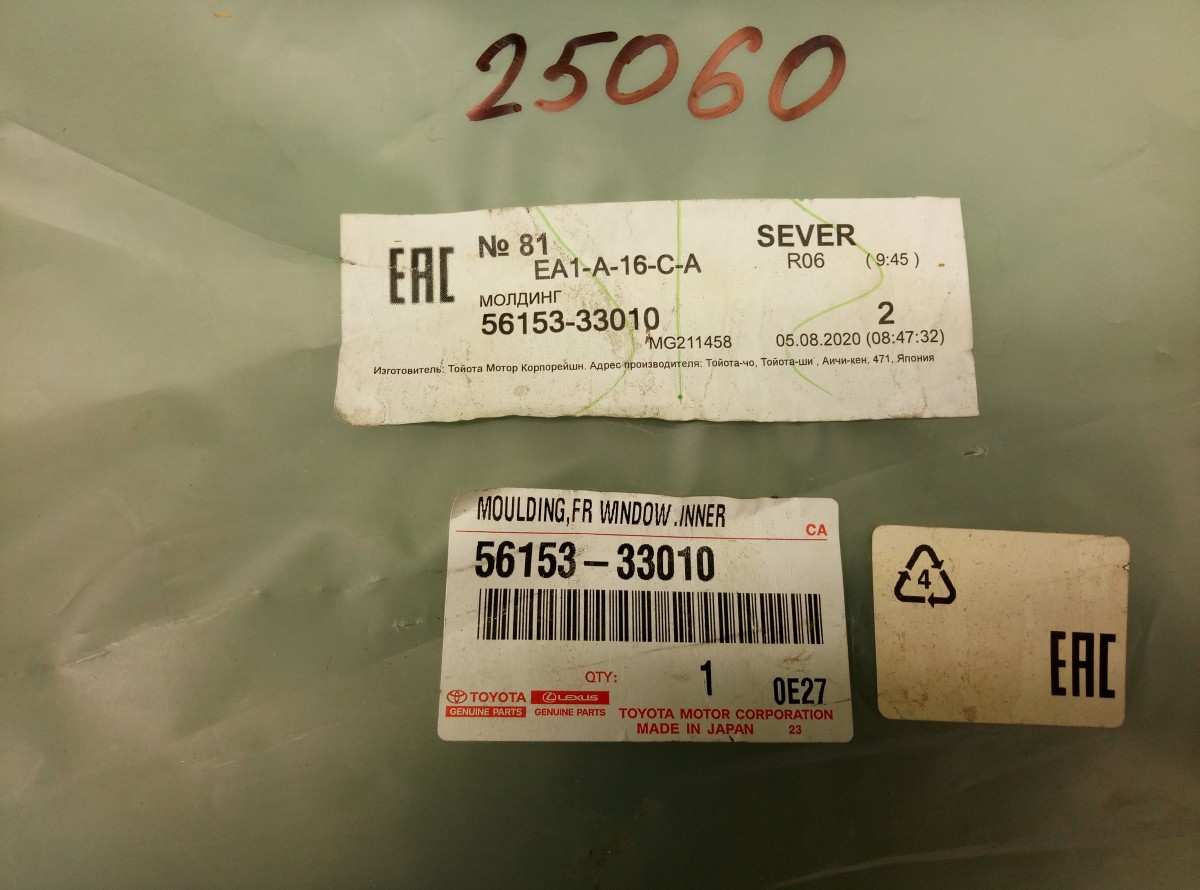 25060
EAC № 81 SEVER
EA1-A-16-C-A R06 ( 9:45 )
МОЛДИНГ
56153-33010 2
MG211458 05.08.2020 (08:47:32)
Изготовитель: Тойота Мотор Корпорейшн. Адрес производителя: Тойота-чо, Тойота-ши , Аичи-кен, 471, Япония
MOULDING,FR WINDOW .INNER
CA
56153-33010
QTY: 1 0E27
TOYOTA LEXUS
GENUINE PARTS GENUINE PARTS
TOYOTA MOTOR CORPORATION
MADE IN JAPAN 23
4
EAC